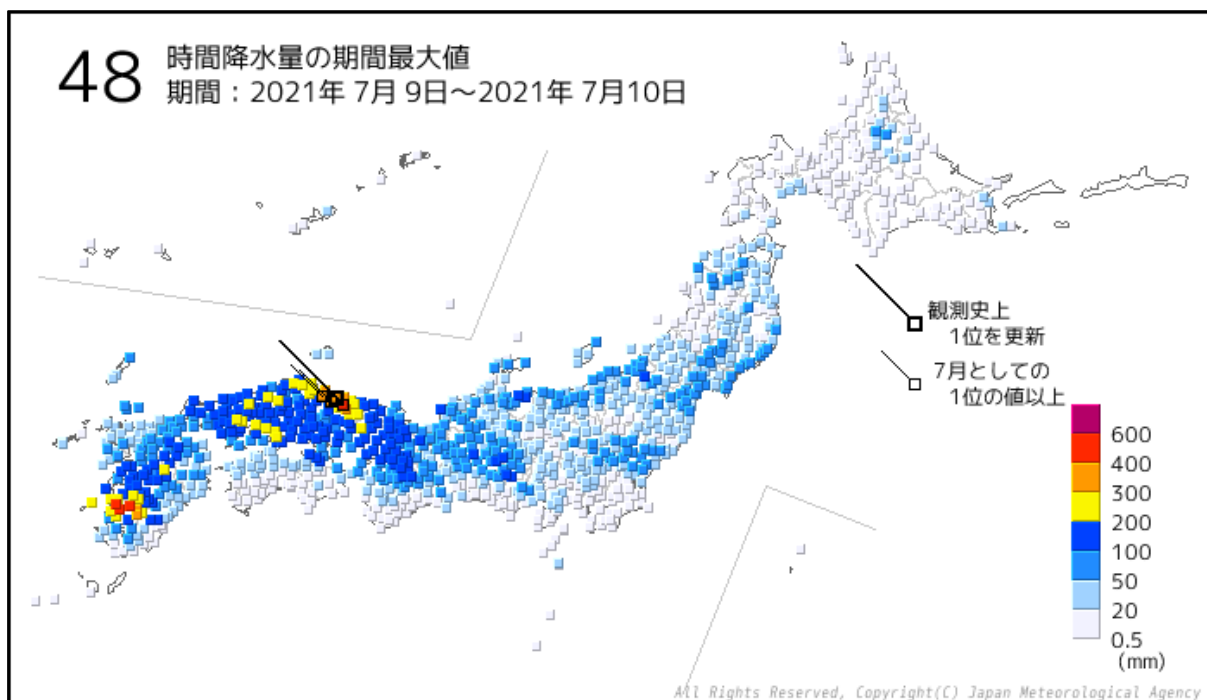 48
時間降水量の期間最大値
期間：2021年 7月 9日～2021年 7月10日
観測史上
1位を更新
7月としての
1位の値以上
600
400
300
200
100
50
20
0.5
(mm)
All Rights Reserved, Copyright(C) Japan Meteorological Agency